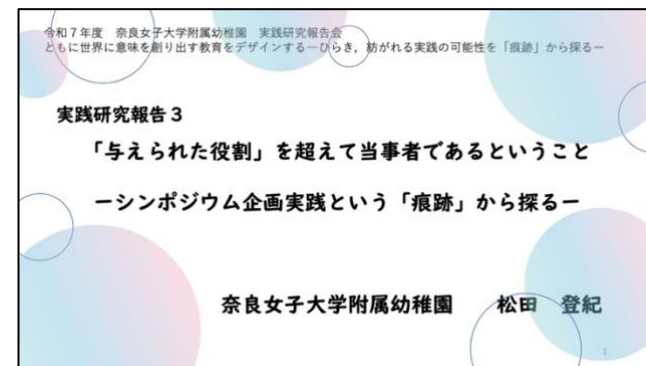 令和７年度　奈良女子大学附属幼稚園　実践研究報告会
ともに世界に意味を創り出す教育をデザインする―ひらき，紡がれる実践の可能性を「痕跡」から探る―
実践研究報告３
「与えられた役割」を超えて当事者であるということ
ーシンポジウム企画実践という「痕跡」から探るー
奈良女子大学附属幼稚園　　松田　登紀
1